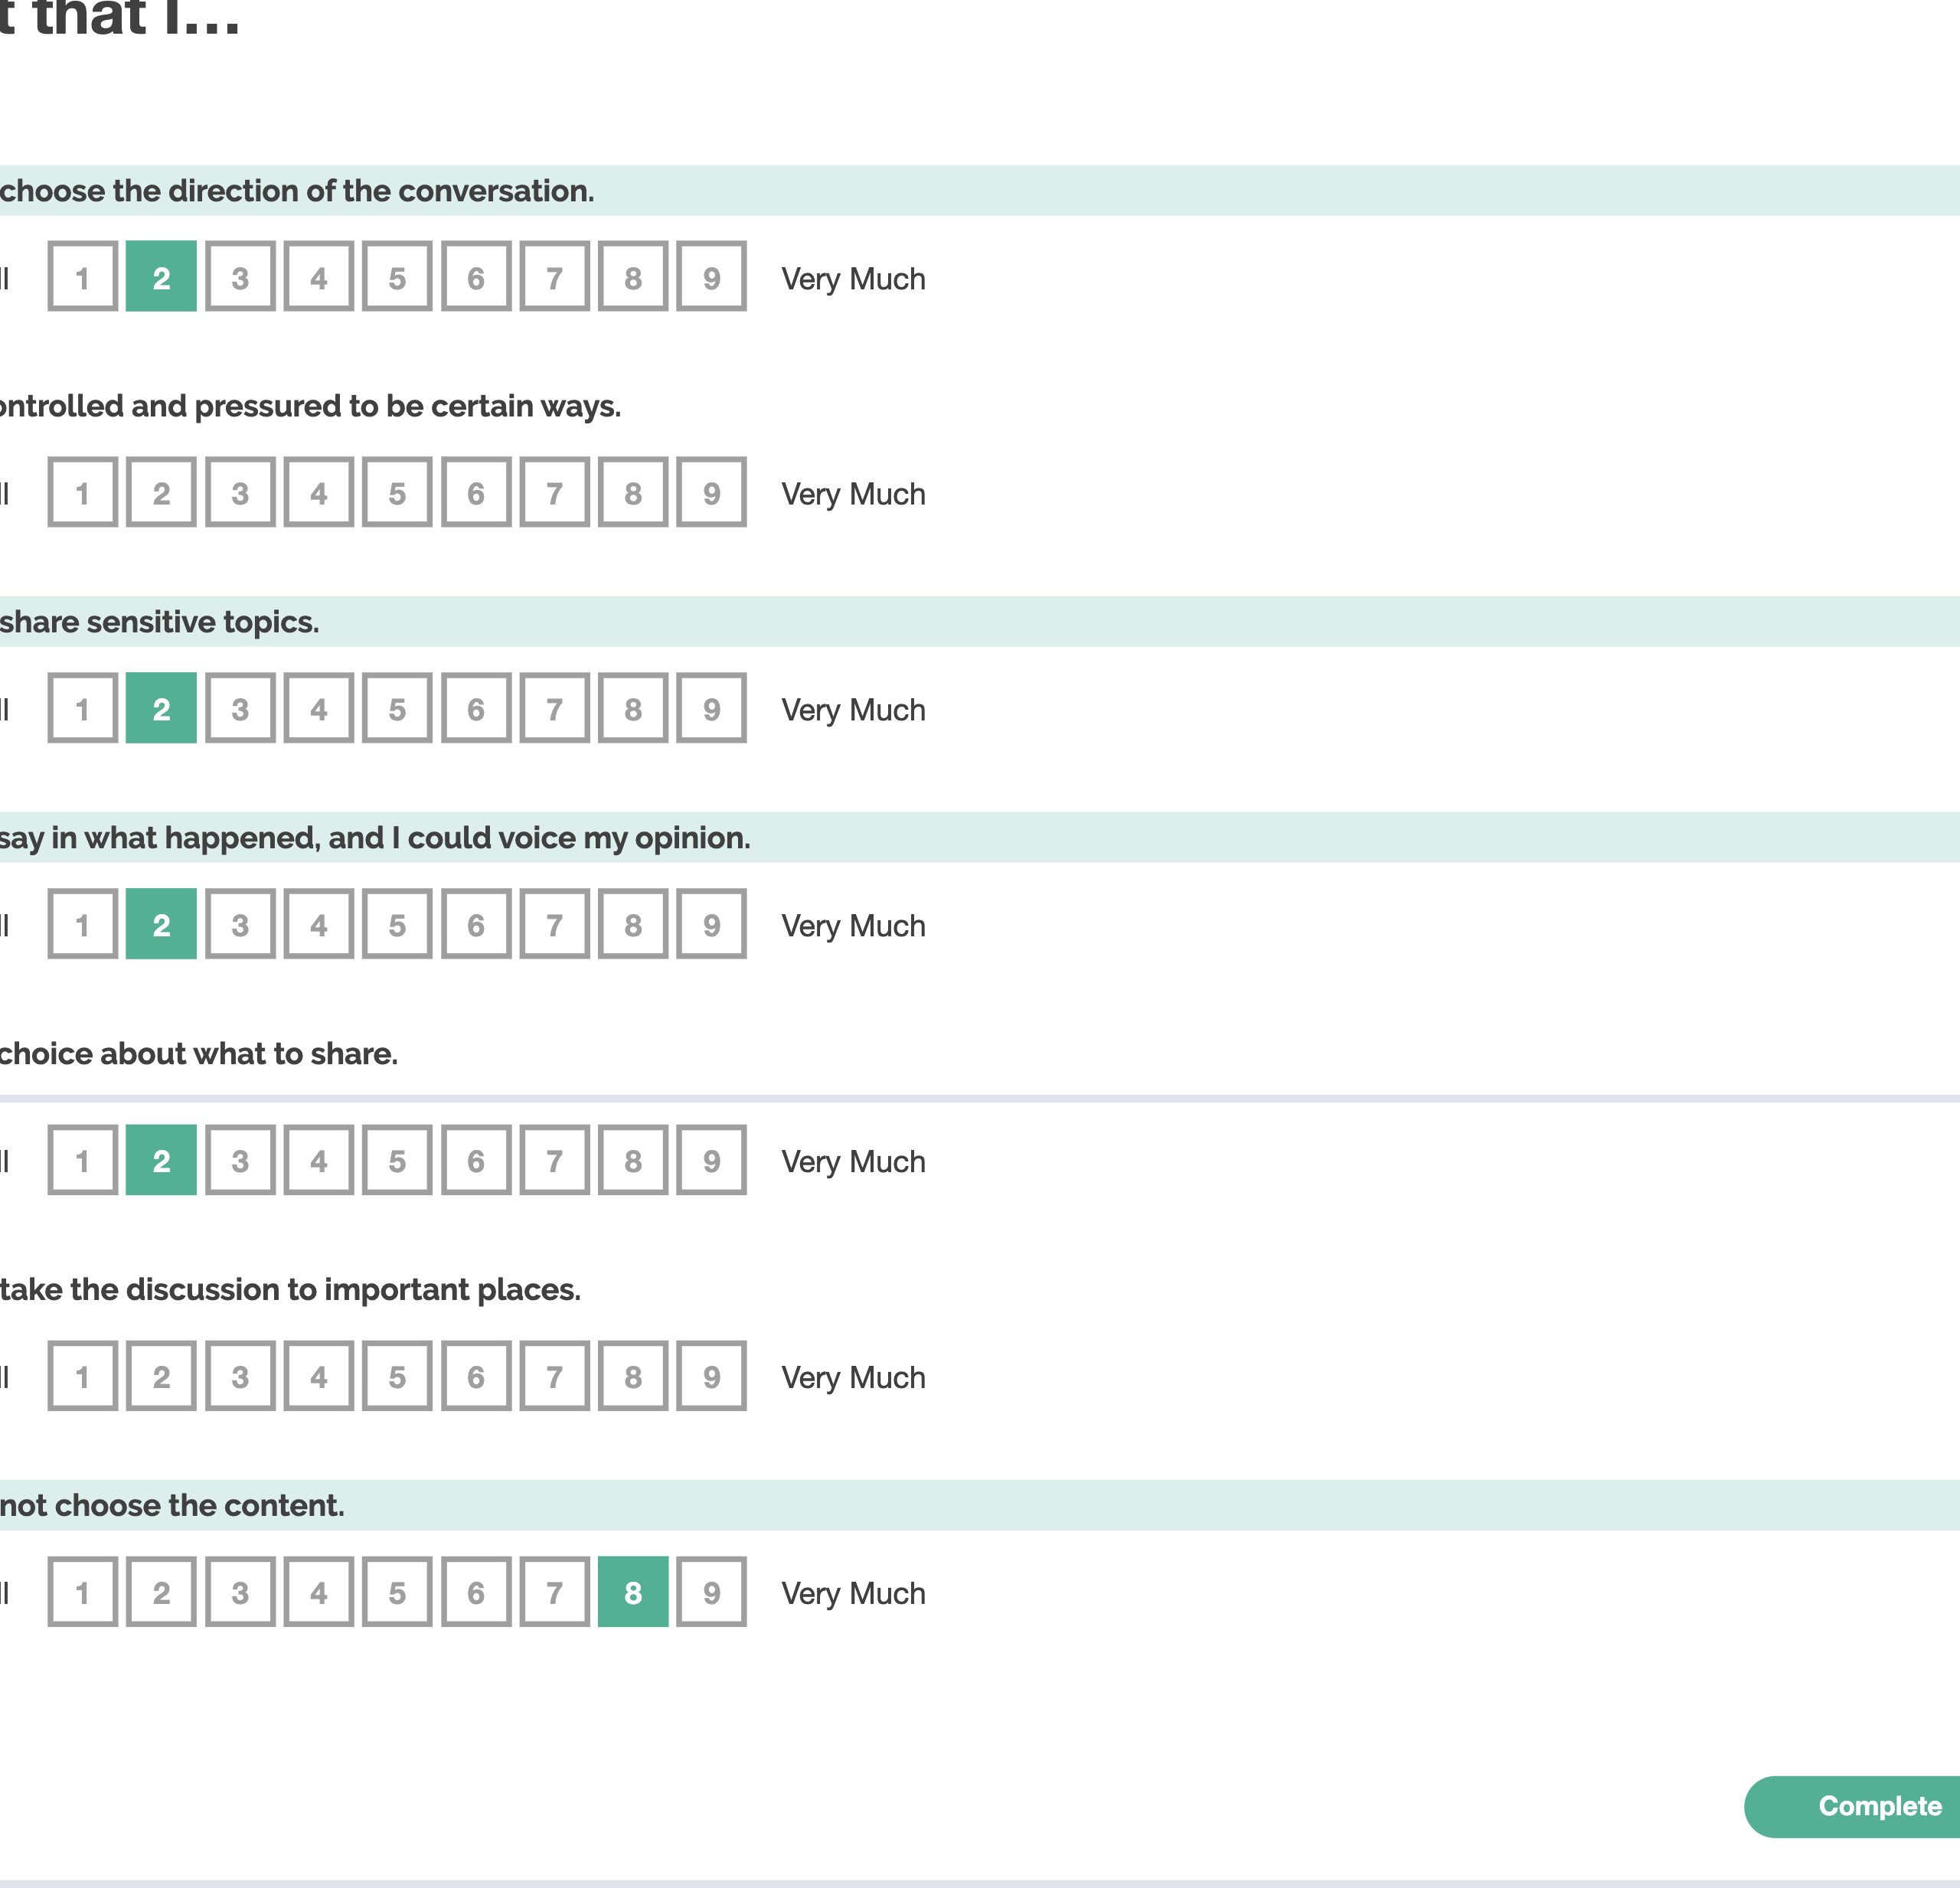 that I...
choose the direction of the conversation.
1 2 3 4 5 6 7 8 9 Very Much
and pressured to be certain ways.
1 2 3 4 5 6 7 8 9 Very Much
share sensitive topics.
1 2 3 4 5 6 7 8 9 Very Much
say in what happened, and I could voice my opinion.
1 2 3 4 5 6 7 8 9 Very Much
choice about what to share.
1 2 3 4 5 6 7 8 9 Very Much
take the discussion to important places.
1 2 3 4 5 6 7 8 9 Very Much
not choose the content.
1 2 3 4 5 6 7 8 9 Very Much
Complete